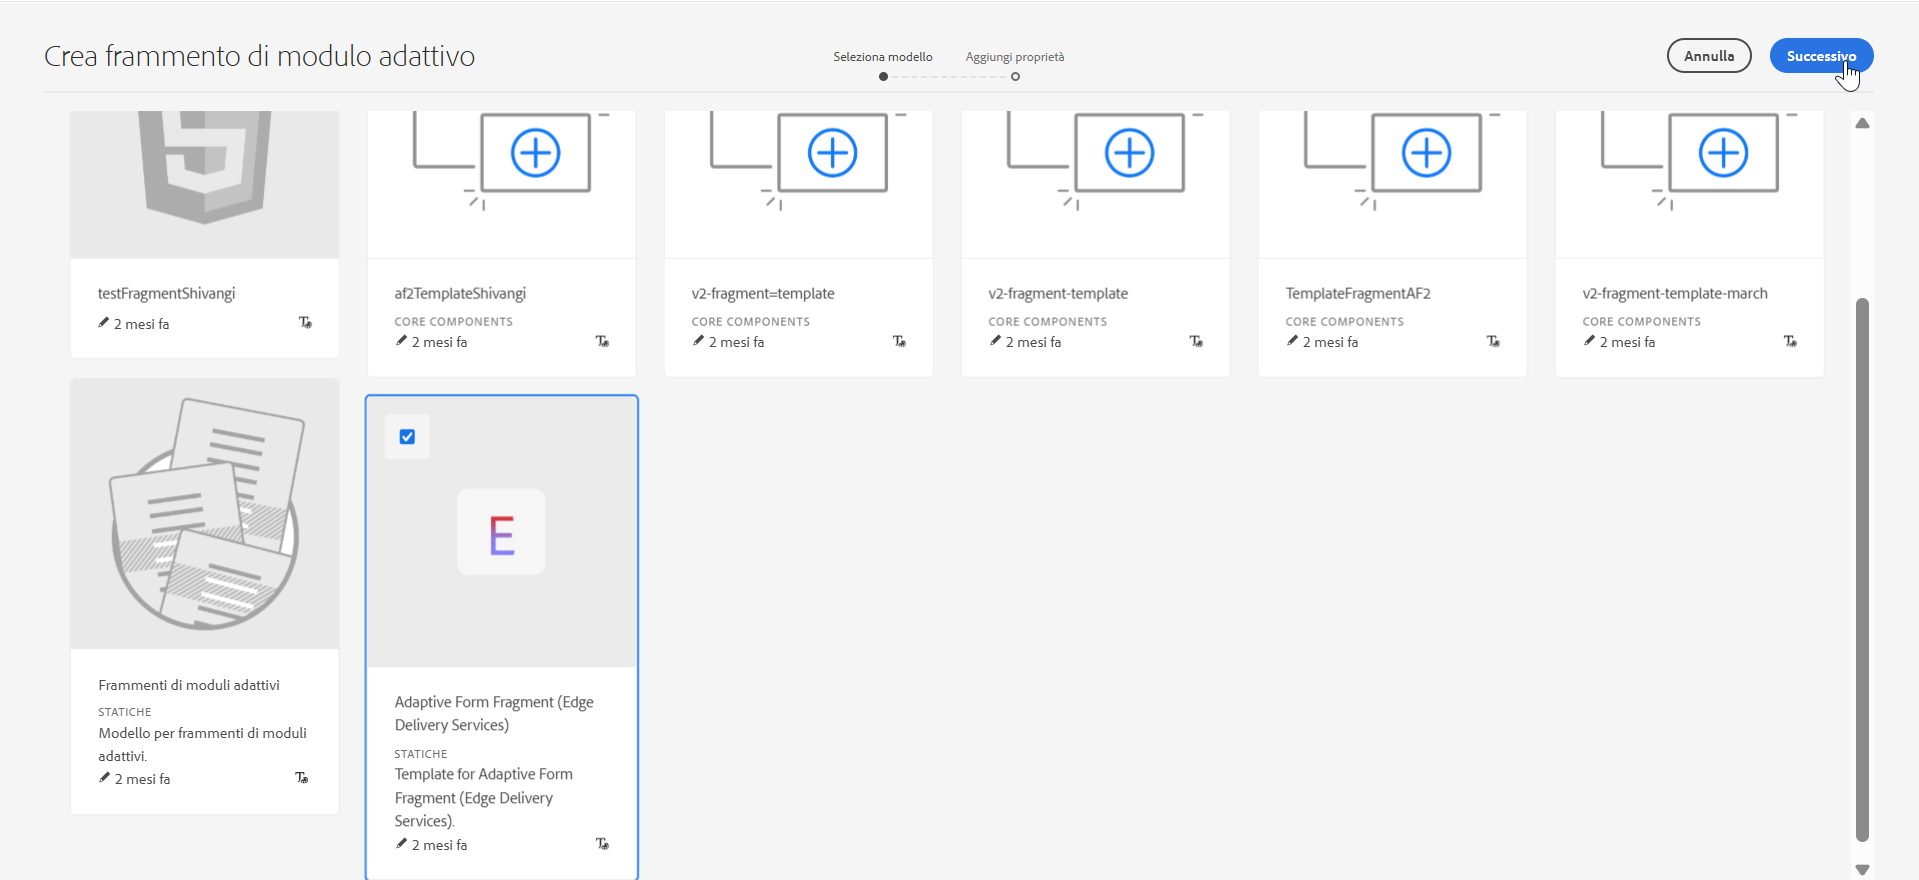 Crea frammento di modulo adattivo
Seleziona modello
Aggiungi proprietà
Annulla
Successivo
testFragmentShivangi
2 mesi fa
af2TemplateShivangi
CORE COMPONENTS
2 mesi fa
v2-fragment=template
CORE COMPONENTS
2 mesi fa
v2-fragment-template
CORE COMPONENTS
2 mesi fa
TemplateFragmentAF2
CORE COMPONENTS
2 mesi fa
v2-fragment-template-march
CORE COMPONENTS
2 mesi fa
Frammenti di moduli adattivi
STATICHE
Modello per frammenti di moduli
adattivi.
2 mesi fa
E
Adaptive Form Fragment (Edge
Delivery Services)
STATICHE
Template for Adaptive Form
Fragment (Edge Delivery
Services).
2 mesi fa